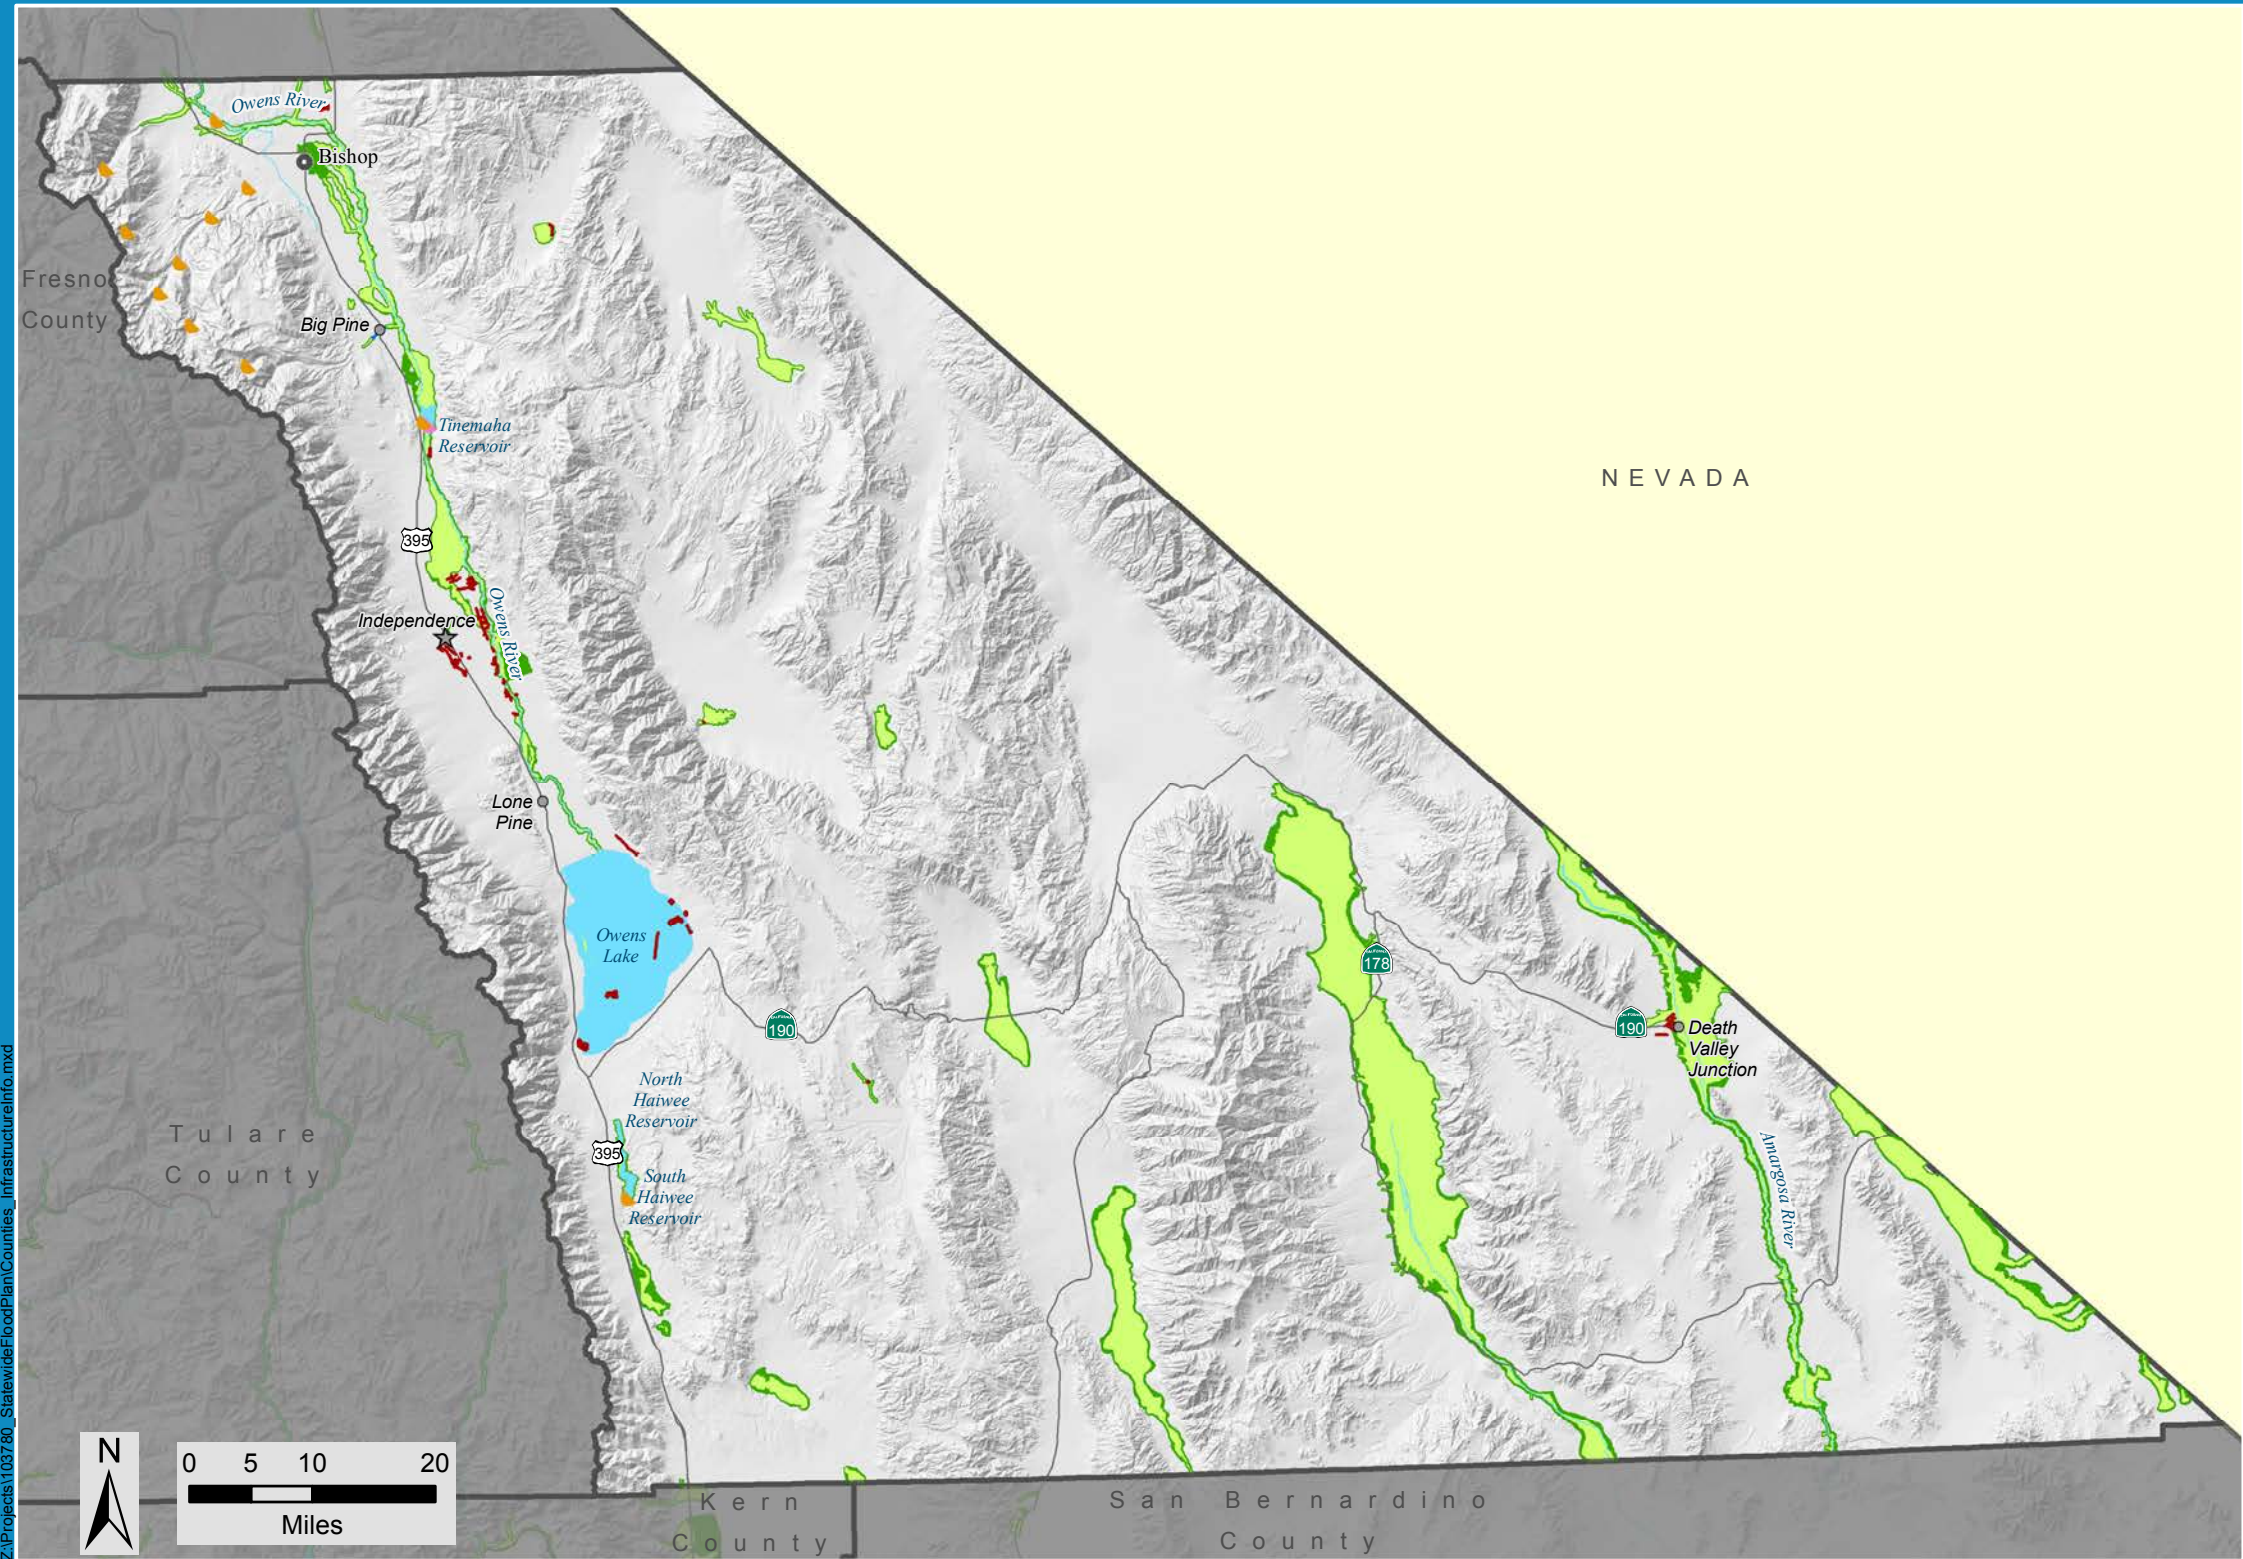 Owens River
Bishop
Fresno
County
Big Pine
Tinemaha
Reservoir
NEVADA
395
Independence
Owens River
Lone
Pine
Owens
Lake
178
190
190
Death
Valley
Junction
North
Haiwee
Reservoir
395
South
Haiwee
Reservoir
Tulare
County
Amargosa River
N
0 5 10 20
Miles
Kern
County
San Bernardino
County
Z:\Projects\103780_StatewideFloodPlan\Counties_InfrastructureInfo.mxd